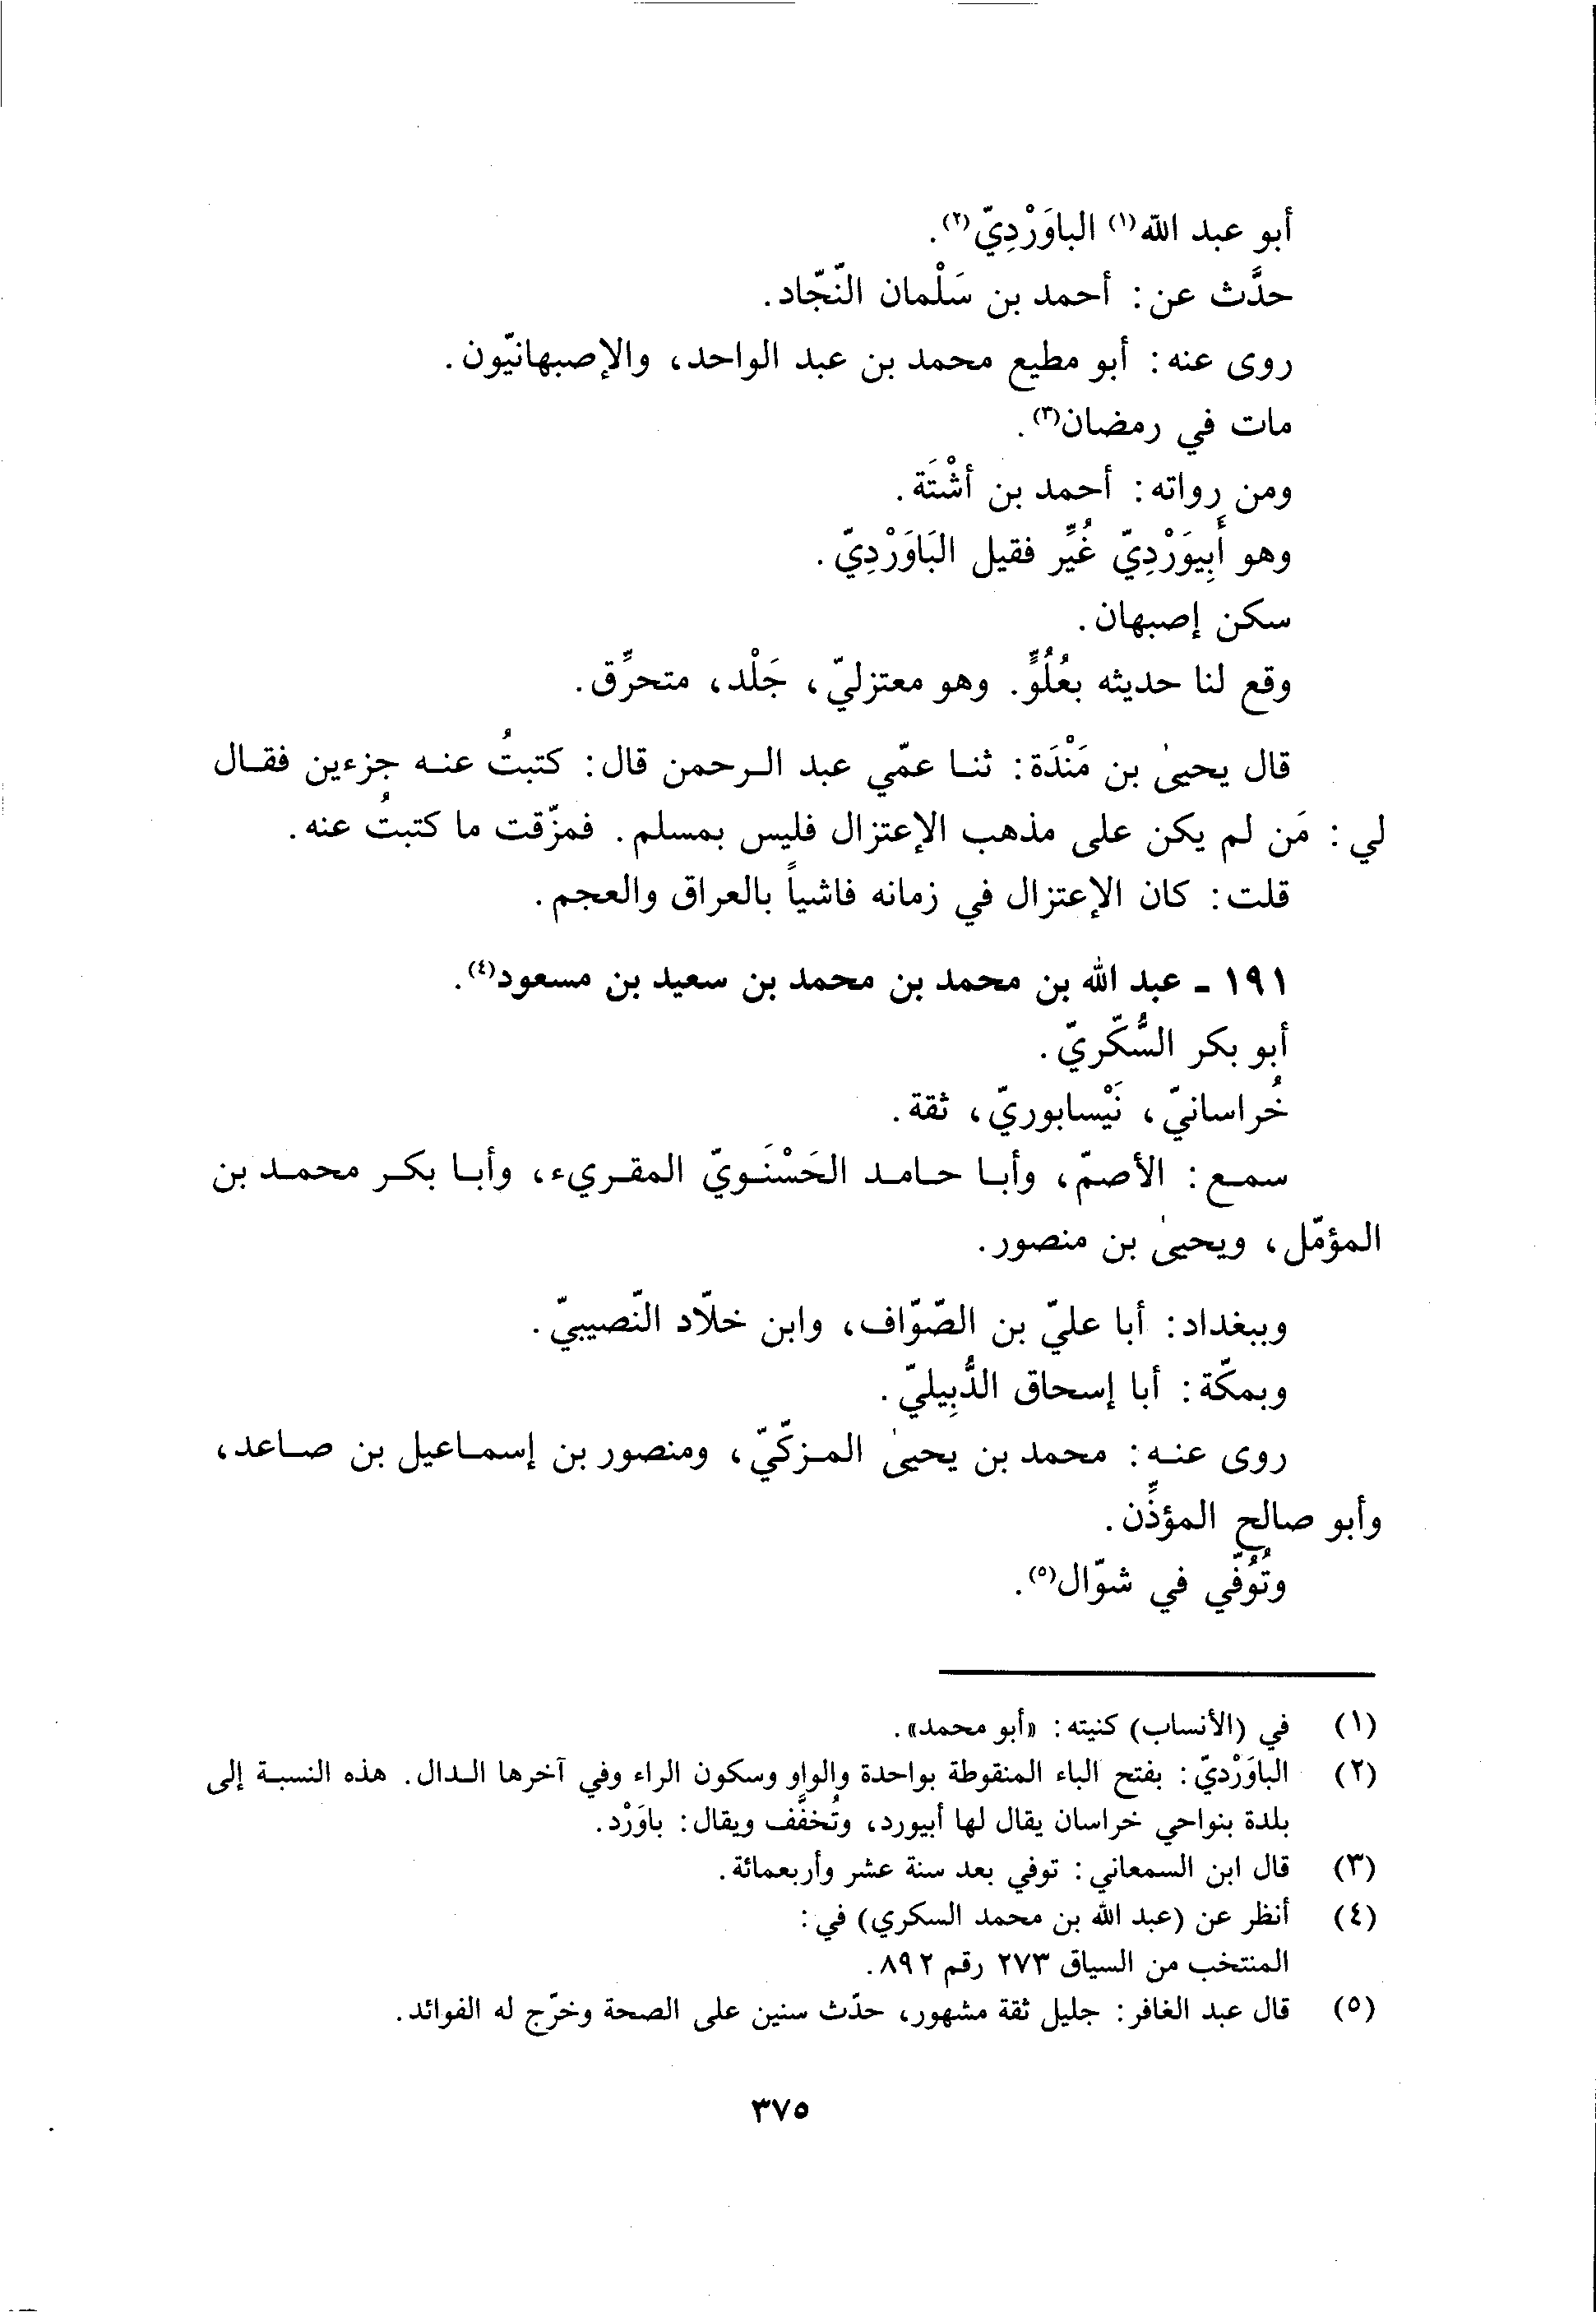 أبو عبد الله(١) الباوَرْدِيّ(٢).
حدَّث عن: أحمد بن سَلْمان النّجّاد.
روى عنه: أبو مطيع محمد بن عبد الواحد، والإصبهانيّون.
مات في رمضان(٣).
ومن رواته: أحمد بن أشْتَة.
وهو أَبِيوَرْدِيّ غُيِّر فقيل البَاوَرْدِيّ.
سكن إصبهان.
وقع لنا حديثه بعُلُوٍّ. وهو معتزليّ، جَلْد، متحرِّق.
قال يحيىٰ بن مَنْدَة: ثنا عمّي عبد الرحمن قال: كتبتُ عنه جزءين فقال
لي: مَن لم يكن على مذهب الإعتزال فليس بمسلم. فمزّقت ما كتبتُ عنه.
قلت: كان الإعتزال في زمانه فاشياً بالعراق والعجم.
١٩١ - عبد الله بن محمد بن محمد بن سعيد بن مسعود(٤).
أبو بكر السُّكّريّ.
خُراسانيّ، نَيْسابوريّ، ثقة.
سمع: الأصمّ، وأبا حامد الحَسْنَويّ المقريء، وأبا بكر محمد بن
المؤمّل، ويحيىٰ بن منصور.
وببغداد: أبا عليّ بن الصّوّاف، وابن خلّاد النّصيبيّ.
وبمكّة: أبا إسحاق الدُّبِيليّ.
روى عنه: محمد بن يحيىٰ المزكّيّ، ومنصور بن إسماعيل بن صاعد،
وأبو صالح المؤذِّن.
وتُوُفّي في شوّال(٥).
(١) في (الأنساب) كنيته: «أبو محمد».
(٢) الباوَرْديّ: بفتح الباء المنقوطة بواحدة والواو وسكون الراء وفي آخرها الدال. هذه النسبة إلى
بلدة بنواحي خراسان يقال لها أبيورد، وتُخفَّف ويقال: باوَرْد.
(٣) قال ابن السمعاني: توفي بعد سنة عشر وأربعمائة.
(٤) أنظر عن (عبد الله بن محمد السكري) في:
المنتخب من السياق ٢٧٣ رقم ٨٩٢.
(٥) قال عبد الغافر: جليل ثقة مشهور، حدّث سنين على الصحة وخرّج له الفوائد.
٣٧٥